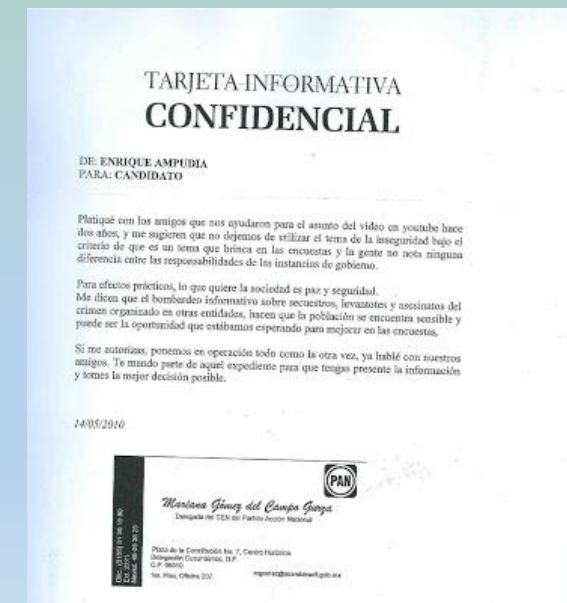 TARJETA INFORMATIVA
CONFIDENCIAL
DE: ENRIQUE AMPUDIA
PARA: CANDIDATO
Platiqué con los amigos que nos ayudaron para el asunto del video en youtube hace
dos años, y me sugieren que no dejemos de utilizar el tema de la inseguridad bajo el
criterio de que es un tema que brinca en las encuestas y la gente no nota ninguna
diferencia entre las responsabilidades de las instancias de gobierno.
Para efectos prácticos, lo que quiere la sociedad es paz y seguridad.
Me dicen que el bombardeo informativo sobre secuestros, levantotes y asesinatos del
crimen organizado en otras entidades, hacen que la población se encuentra sensible y
puede ser la oportunidad que estábamos esperando para mejorar en las encuestas.
Si me autorizas, ponemos en operación todo como la otra vez, ya hablé con nuestros
amigos. Te mando parte de aquel expediente para que tengas presente la información
y tomes la mejor decisión posible.
14/05/2010
PAN
Mariana Gómez del Campo Gurza
Delegada del CEN del Partido Acción Nacional
Plaza de la Constitución No. 7, Centro Histórico
Delegación Cuauhtémoc, D.F.
C.P. 06010
1er. Piso, Oficina 207.